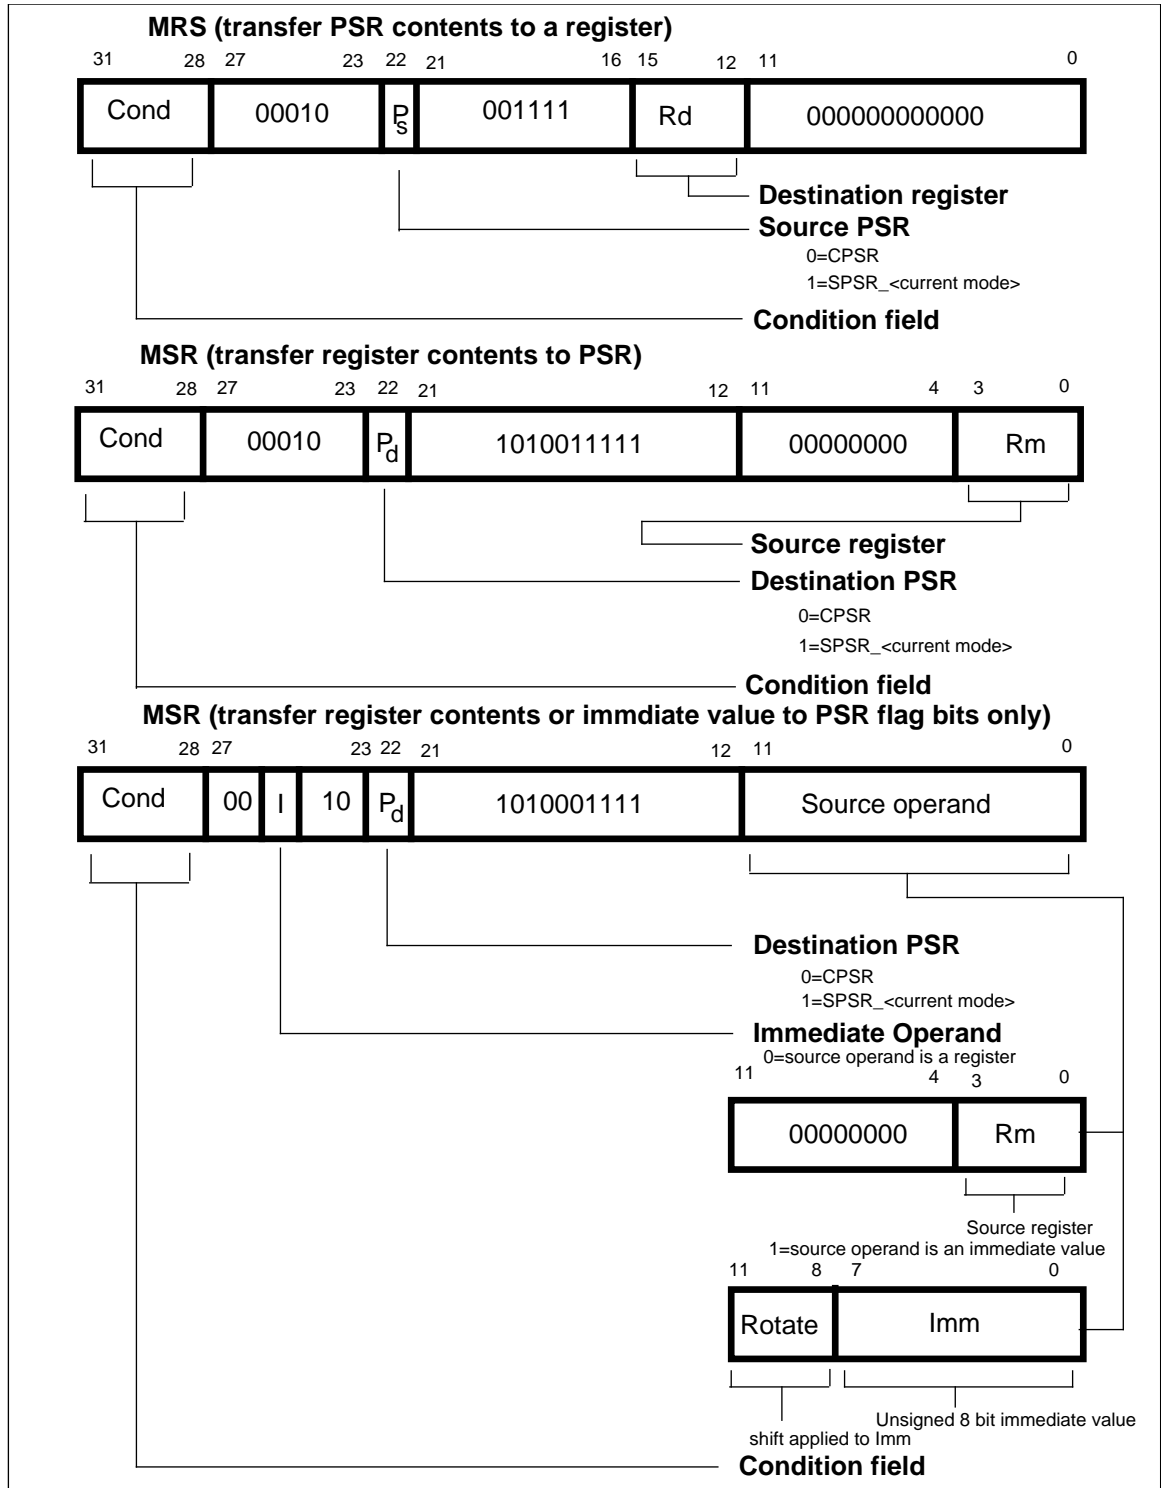 MRS (transfer PSR contents to a register)
31 28 27 23 22 21 16 15 12 11 0
Cond 00010 Ps 001111 Rd 000000000000
Destination register
Source PSR
0=CPSR
1=SPSR_<current mode>
Condition field
MSR (transfer register contents to PSR)
31 28 27 23 22 21 12 11 4 3 0
Cond 00010 Pd 1010011111 00000000 Rm
Source register
Destination PSR
0=CPSR
1=SPSR_<current mode>
Condition field
MSR (transfer register contents or immdiate value to PSR flag bits only)
31 28 27 23 22 21 12 11 0
Cond 00 I 10 Pd 1010001111 Source operand
Destination PSR
0=CPSR
1=SPSR_<current mode>
Immediate Operand
0=source operand is a register
11 4 3 0
00000000 Rm
Source register
1=source operand is an immediate value
11 8 7 0
Rotate Imm
Unsigned 8 bit immediate value
shift applied to Imm
Condition field